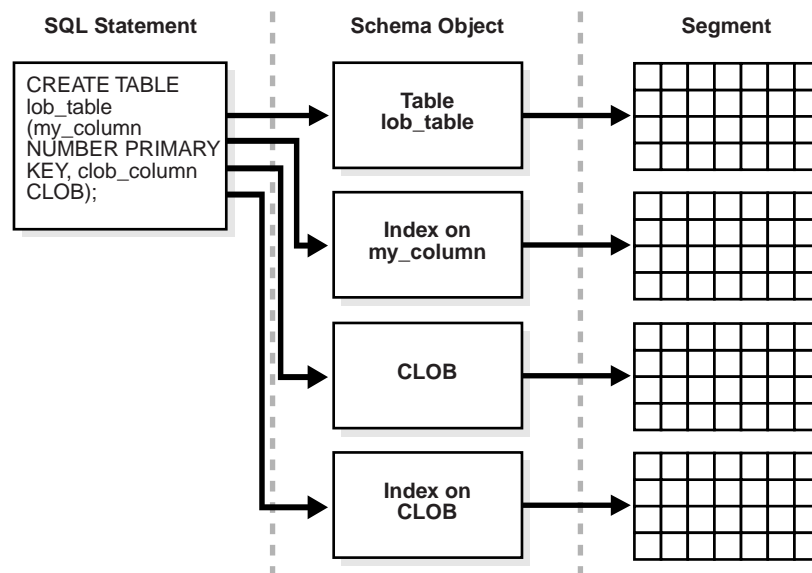 SQL Statement
Schema Object
Segment
CREATE TABLE
lob_table
(my_column
NUMBER PRIMARY
KEY, clob_column
CLOB);
Table
lob_table
Index on
my_column
CLOB
Index on
CLOB